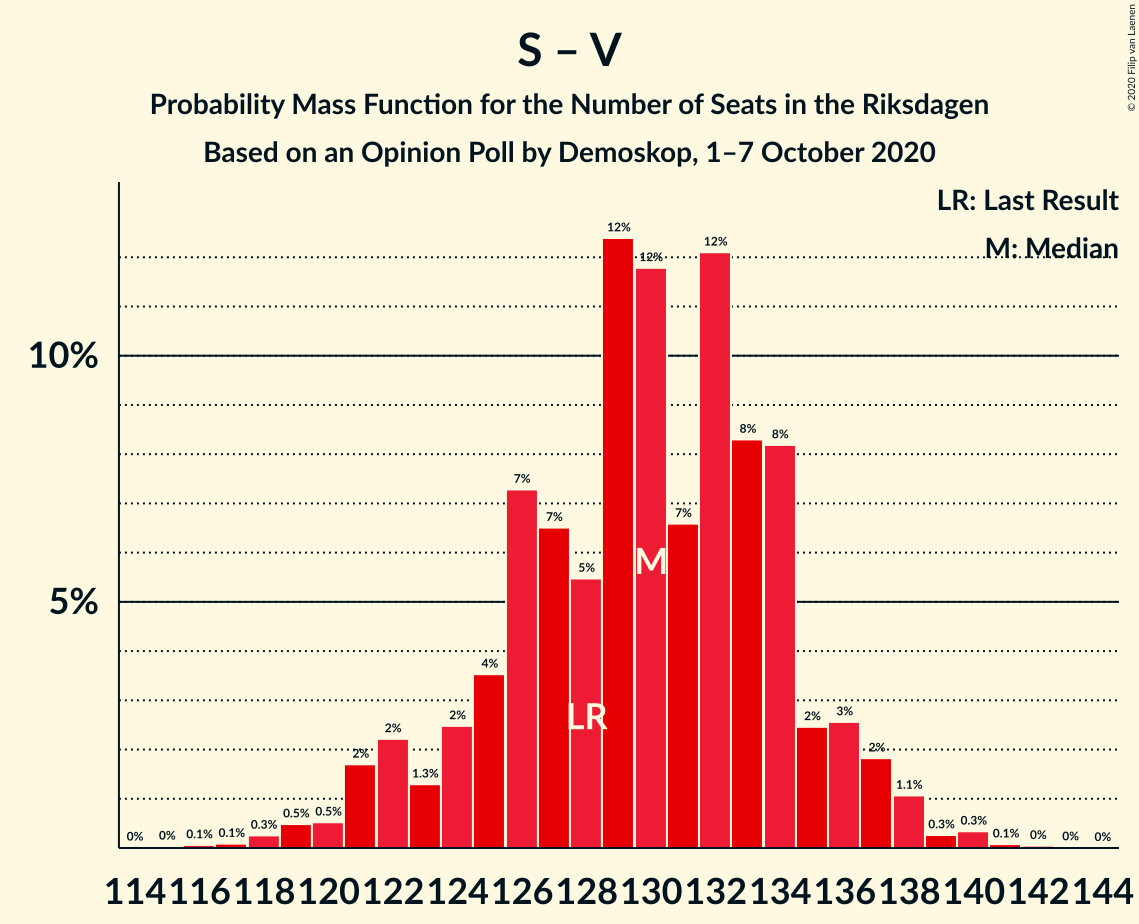 S – V
Probability Mass Function for the Number of Seats in the Riksdagen
Based on an Opinion Poll by Demoskop, 1–7 October 2020
© 2020 Filip van Laenen
LR: Last Result
M: Median
10%
5%
0% 0% 0.1% 0.1% 0.3% 0.5% 0.5% 2% 2% 1.3% 2% 4% 7% 7% 5% 12% 12% 7% 12% 8% 8% 2% 3% 2% 1.1% 0.3% 0.3% 0.1% 0% 0% 0%
M
LR
114 116 118 120 122 124 126 128 130 132 134 136 138 140 142 144